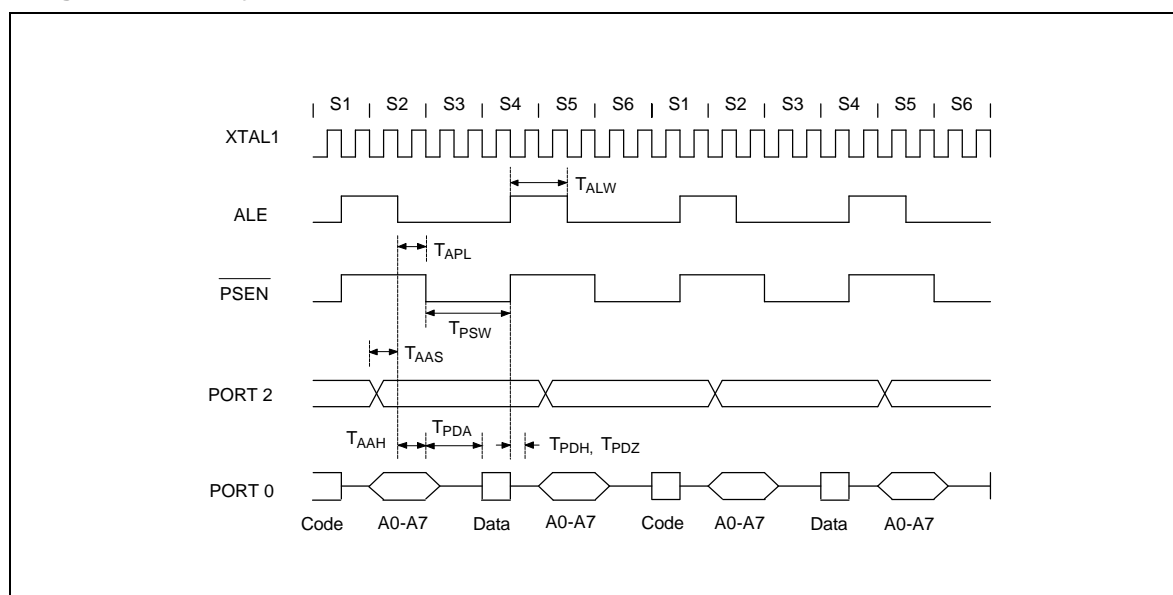 S1 S2 S3 S4 S5 S6 S1 S2 S3 S4 S5 S6
XTAL1
TALW
ALE
TAPL
PSEN
TPSW
TAAS
PORT 2
TAAH TPDA TPDH, TPDZ
PORT 0
Code A0-A7 Data A0-A7 Code A0-A7 Data A0-A7